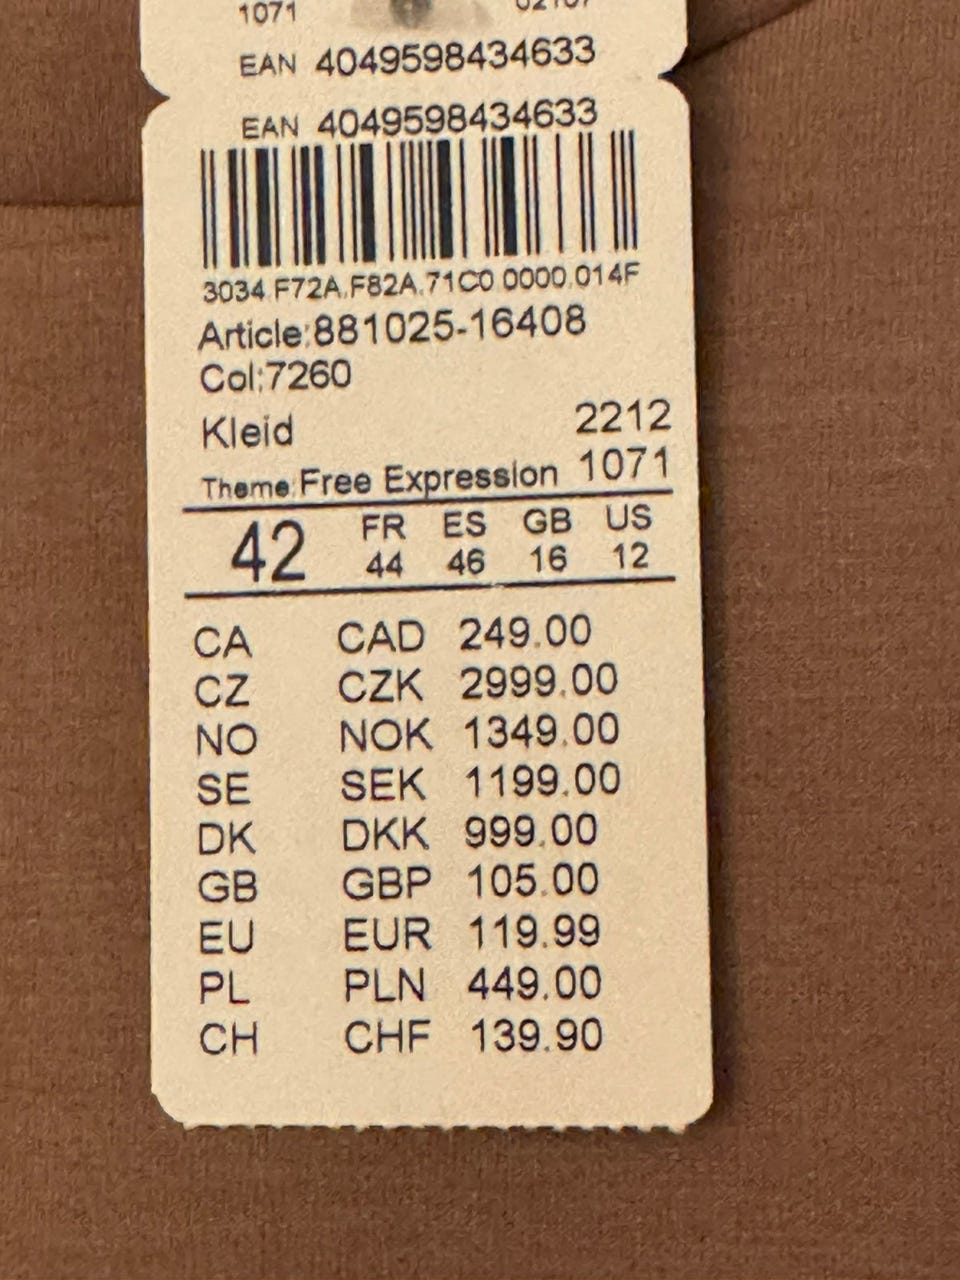 1071
EAN 4049598434633
EAN 4049598434633
3034.F72A.F82A.71C0.0000.014F
Article:881025-16408
Col:7260
Kleid 2212
Theme:Free Expression 1071
42 FR ES GB US
44 46 16 12
CA CAD 249.00
CZ CZK 2999.00
NO NOK 1349.00
SE SEK 1199.00
DK DKK 999.00
GB GBP 105.00
EU EUR 119.99
PL PLN 449.00
CH CHF 139.90